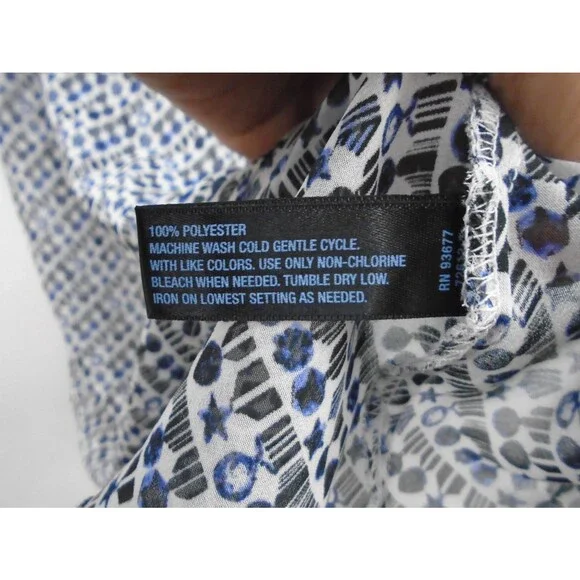 100% POLYESTER
MACHINE WASH COLD GENTLE CYCLE.
WITH LIKE COLORS. USE ONLY NON-CHLORINE
BLEACH WHEN NEEDED. TUMBLE DRY LOW.
IRON ON LOWEST SETTING AS NEEDED.
RN 93677